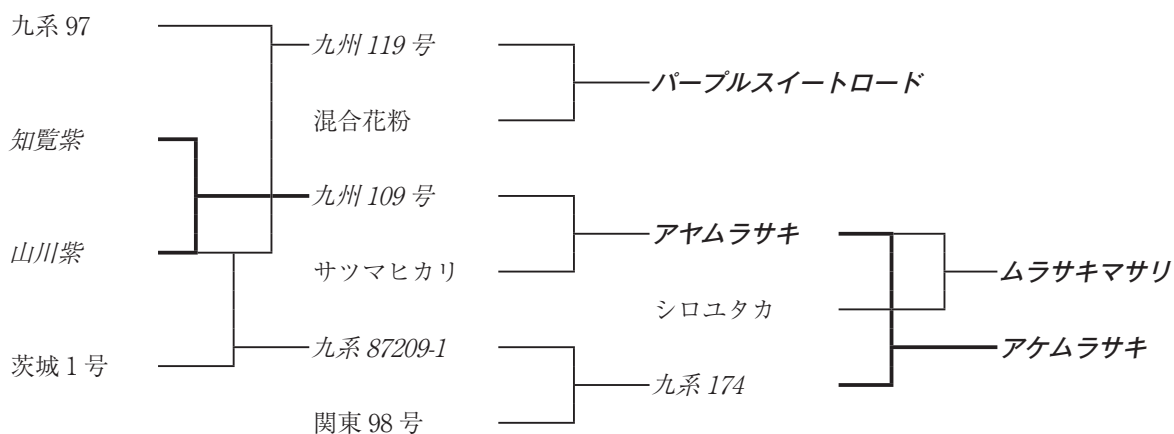 九系 97
九州 119 号
パープルスイートロード
混合花粉
知覧紫
九州 109 号
アヤムラサキ
山川紫
サツマヒカリ
ムラサキマサリ
シロユタカ
九系 87209-1
アケムラサキ
茨城 1 号
九系 174
関東 98 号